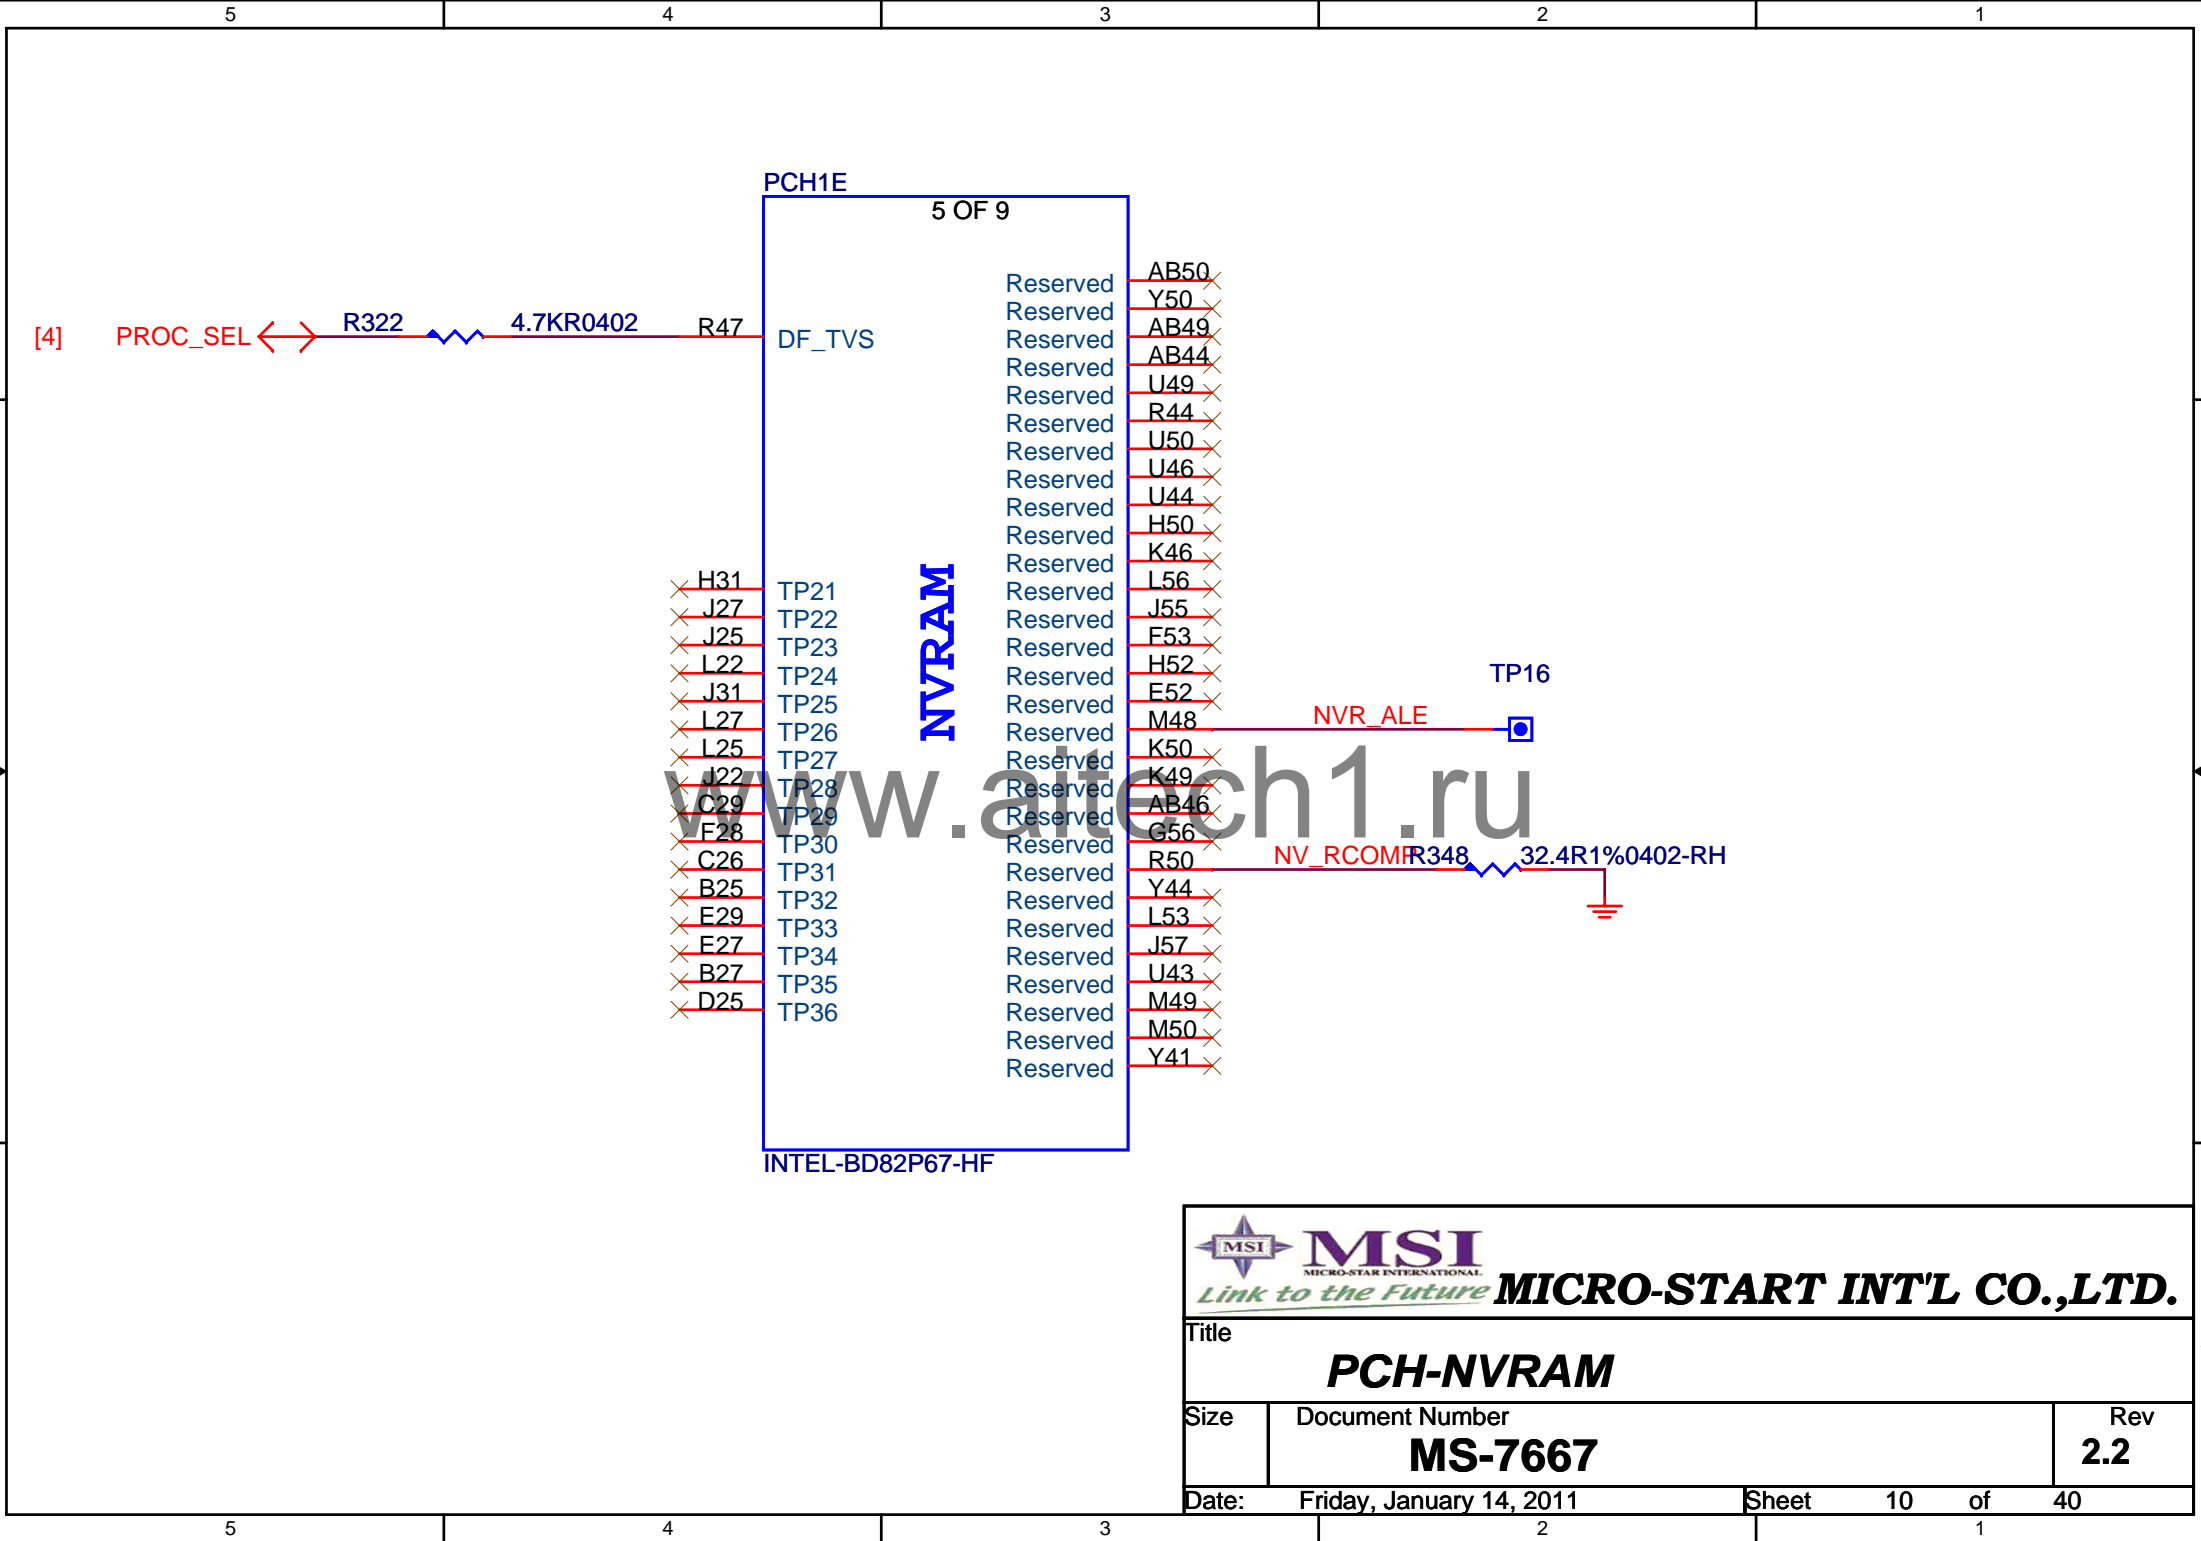 5 4 3 2 1
PCH1E
5 OF 9
[4] PROC_SEL R322 4.7KR0402 R47 DF_TVS
Reserved AB50
Reserved Y50
Reserved AB49
Reserved AB44
Reserved U49
Reserved R44
Reserved U50
Reserved U46
Reserved U44
Reserved H50
Reserved K46
H31 TP21 Reserved L56
J27 TP22 Reserved J55
J25 TP23 Reserved F53
L22 TP24 Reserved H52
J31 TP25 Reserved E52
L27 TP26 Reserved M48 NVR_ALE TP16
L25 TP27 Reserved K50
J22 TP28 Reserved K49
C29 TP29 Reserved AB46
F28 TP30 Reserved G56
C26 TP31 Reserved R50 NV_RCOMP R348 32.4R1%0402-RH
B25 TP32 Reserved Y44
E29 TP33 Reserved L53
E27 TP34 Reserved J57
B27 TP35 Reserved U43
D25 TP36 Reserved M49
Reserved M50
Reserved Y41
NVRAM
www.aitech1.ru
INTEL-BD82P67-HF
MSI
MSI
MICRO-STAR INTERNATIONAL
Link to the Future
MICRO-START INT'L CO.,LTD.
Title
PCH-NVRAM
Size Document Number Rev
MS-7667 2.2
Date: Friday, January 14, 2011 Sheet 10 of 40
5 4 3 2 1